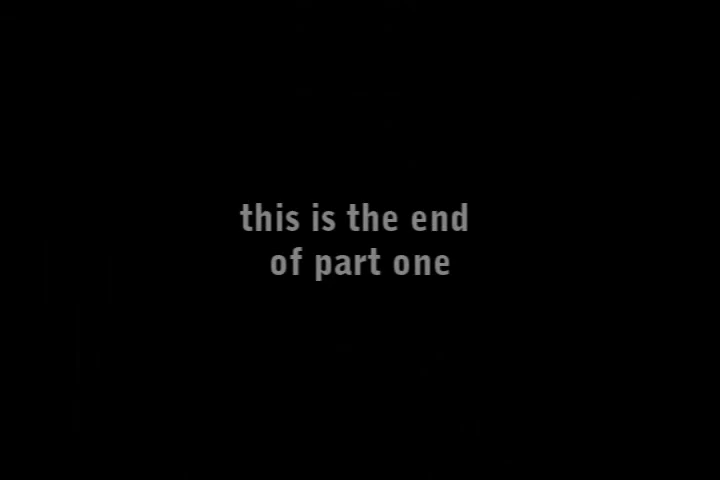 this is the end
of part one